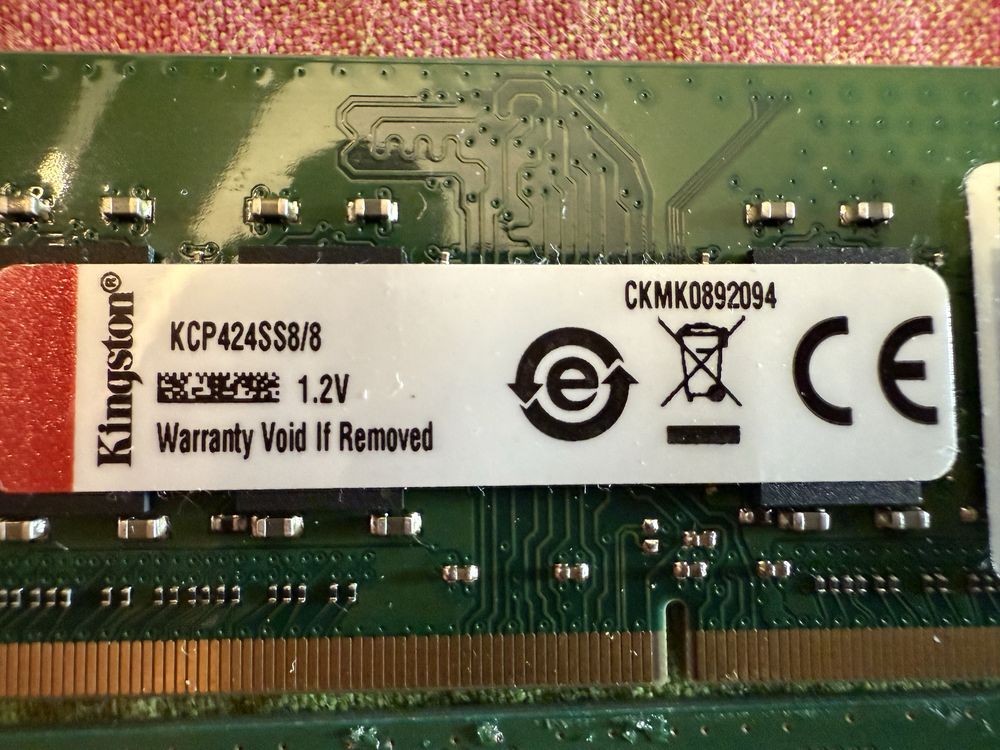 Kingston®
KCP424SS8/8
1.2V
Warranty Void If Removed
CKMK0892094
e
CE